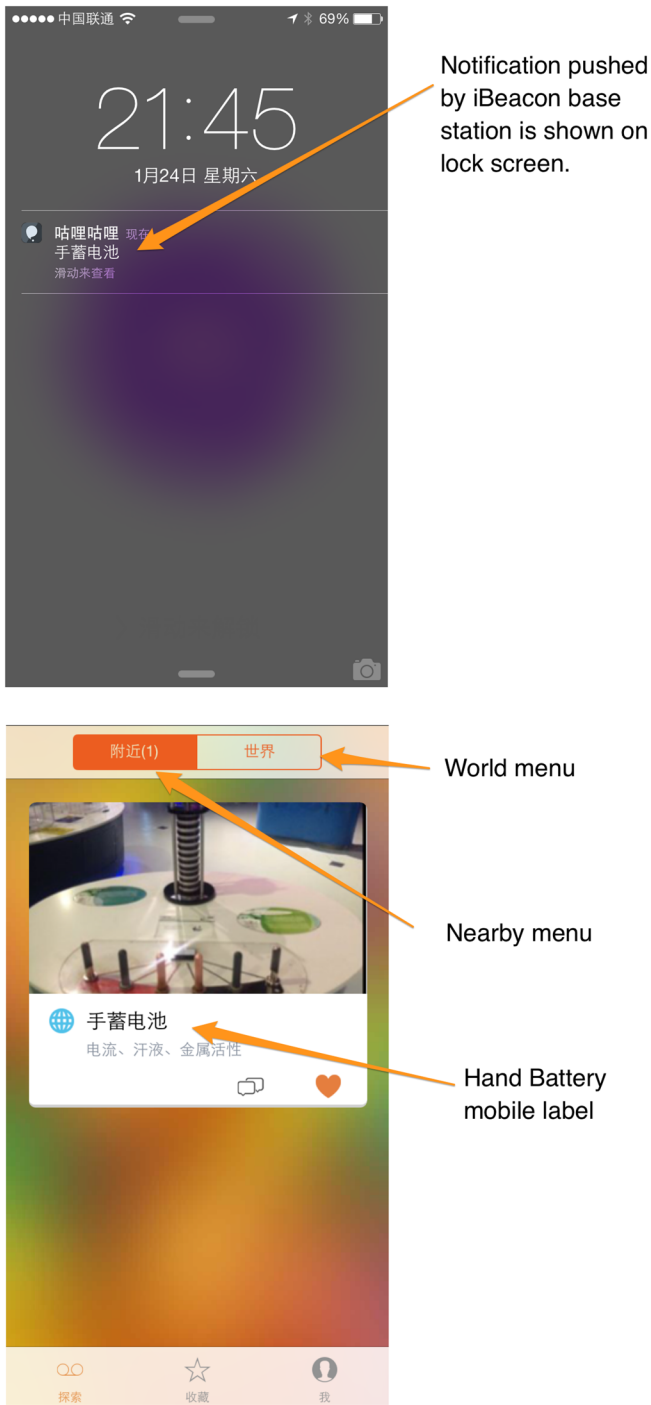 中国联通
69%
Notification pushed
by iBeacon base
station is shown on
lock screen.
21:45
1月24日 星期六
咕哩咕哩 现在
手蓄电池
滑动来查看
附近(1)
世界
World menu
Nearby menu
手蓄电池
电流、汗液、金属活性
Hand Battery
mobile label
探索
收藏
我